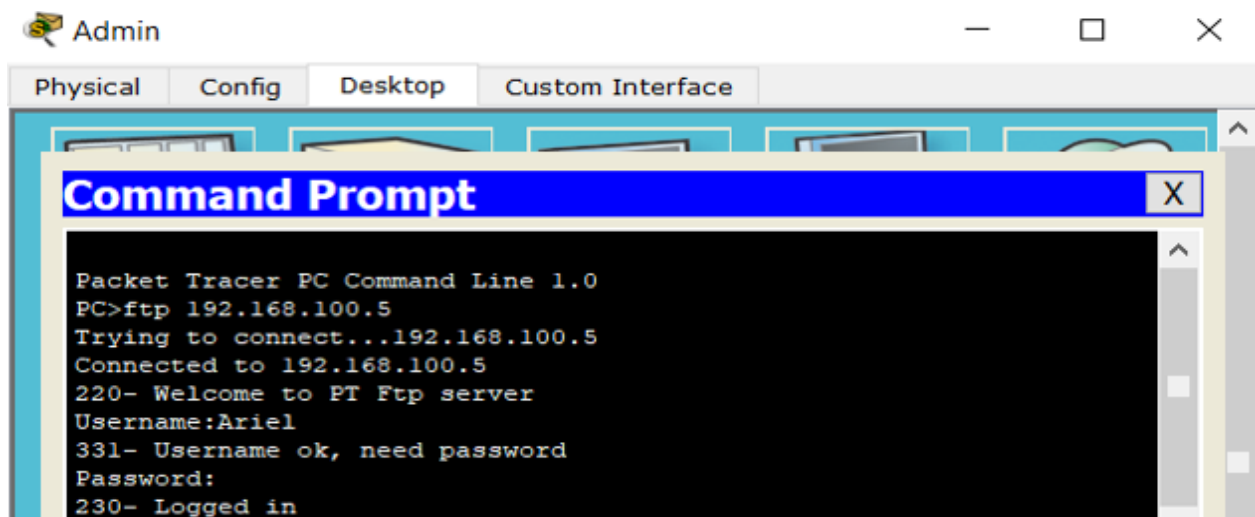 Admin
Physical Config Desktop Custom Interface
Command Prompt X
Packet Tracer PC Command Line 1.0
PC>ftp 192.168.100.5
Trying to connect...192.168.100.5
Connected to 192.168.100.5
220- Welcome to PT Ftp server
Username:Ariel
331- Username ok, need password
Password:
230- Logged in